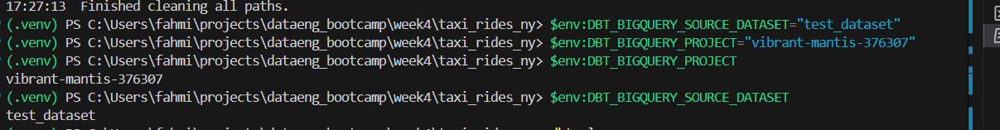 17:27:13  Finished cleaning all paths.
(.venv) PS C:\Users\fahmi\projects\dataeng_bootcamp\week4\taxi_rides_ny> $env:DBT_BIGQUERY_SOURCE_DATASET="test_dataset"
(.venv) PS C:\Users\fahmi\projects\dataeng_bootcamp\week4\taxi_rides_ny> $env:DBT_BIGQUERY_PROJECT="vibrant-mantis-376307"
(.venv) PS C:\Users\fahmi\projects\dataeng_bootcamp\week4\taxi_rides_ny> $env:DBT_BIGQUERY_PROJECT
vibrant-mantis-376307
(.venv) PS C:\Users\fahmi\projects\dataeng_bootcamp\week4\taxi_rides_ny> $env:DBT_BIGQUERY_SOURCE_DATASET
test_dataset